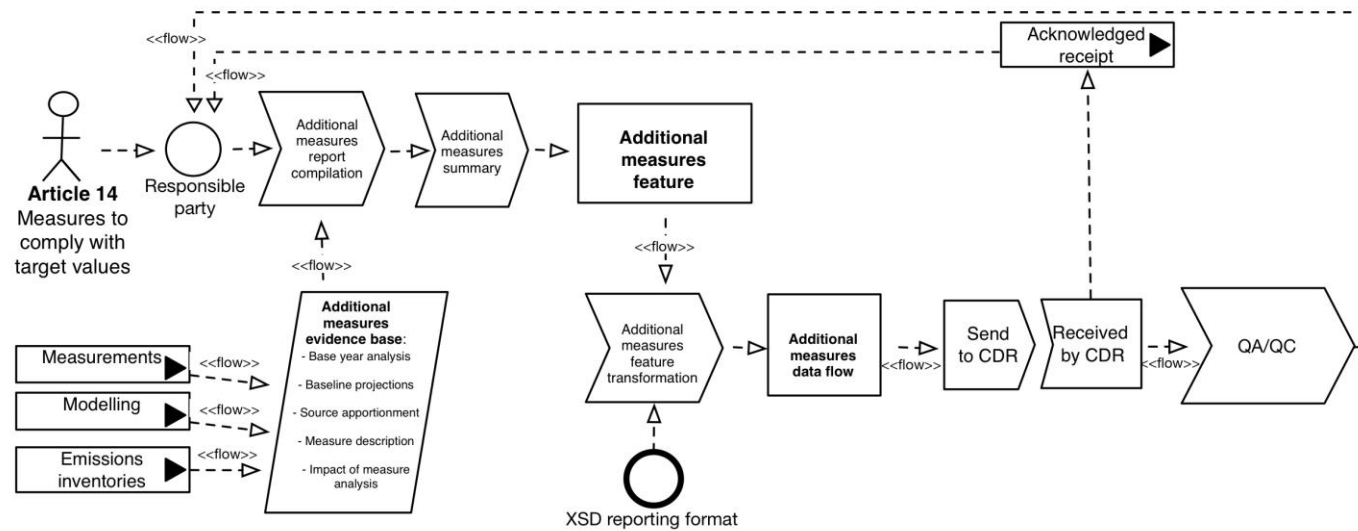 <<flow>>
Acknowledged
receipt
<<flow>>
Article 14
Measures to
comply with
target values
Responsible
party
Additional
measures
report
compilation
Additional
measures
summary
Additional
measures
feature
<<flow>>
<<flow>>
Additional
measures
evidence base:
- Base year analysis
- Baseline projections
- Source apportionment
- Measure description
- Impact of measure
analysis
Measurements
<<flow>>
Modelling
<<flow>>
Emissions
inventories
<<flow>>
Additional
measures
feature
transformation
XSD reporting format
Additional
measures
data flow
<<flow>>
Send
to CDR
Received
by CDR
<<flow>>
QA/QC